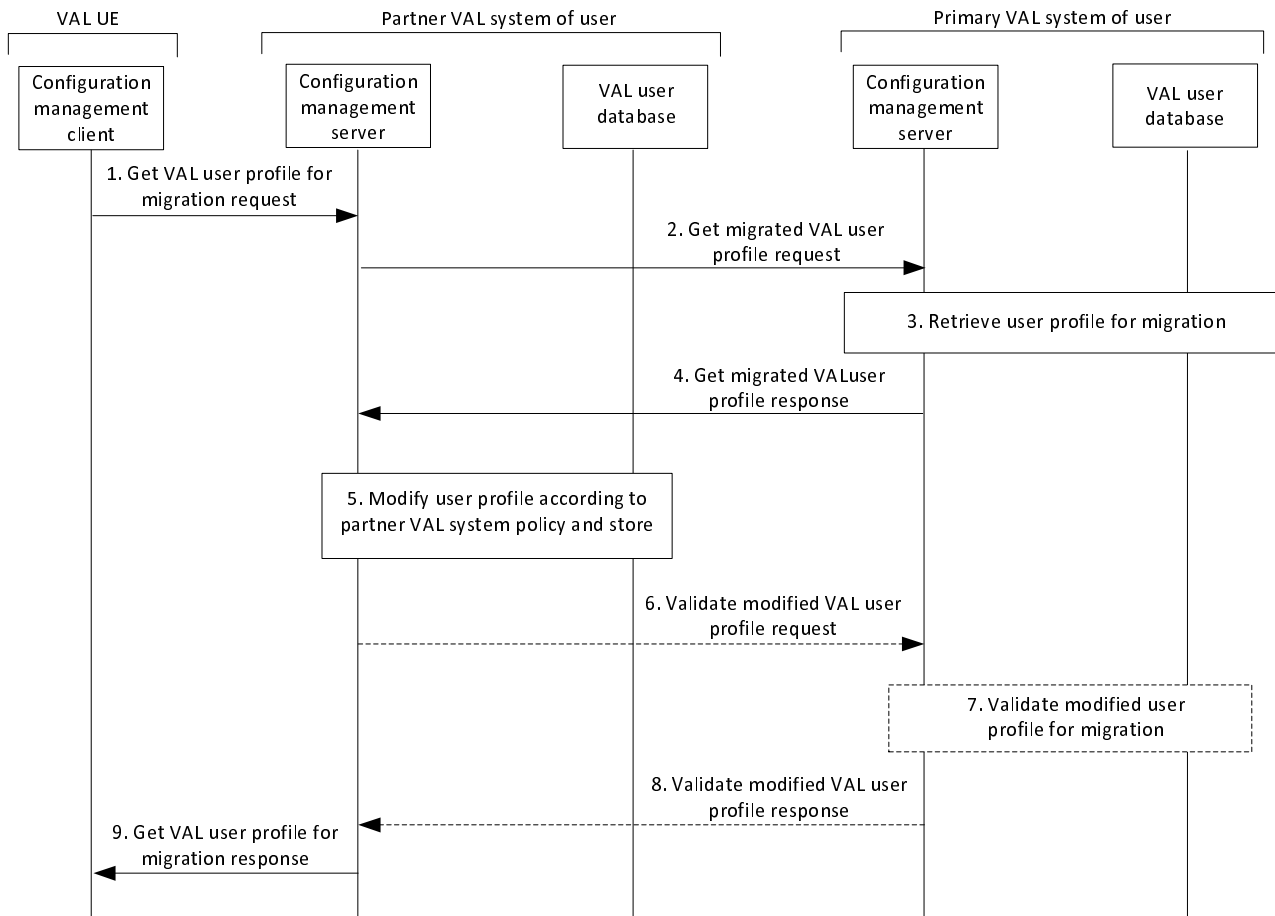 VAL UE
Partner VAL system of user
Primary VAL system of user
Configuration
management
client
Configuration
management
server
VAL user
database
Configuration
management
server
VAL user
database
1. Get VAL user profile for
migration request
2. Get migrated VAL user
profile request
3. Retrieve user profile for migration
4. Get migrated VALuser
profile response
5. Modify user profile according to
partner VAL system policy and store
6. Validate modified VAL user
profile request
7. Validate modified user
profile for migration
8. Validate modified VAL user
profile response
9. Get VAL user profile for
migration response